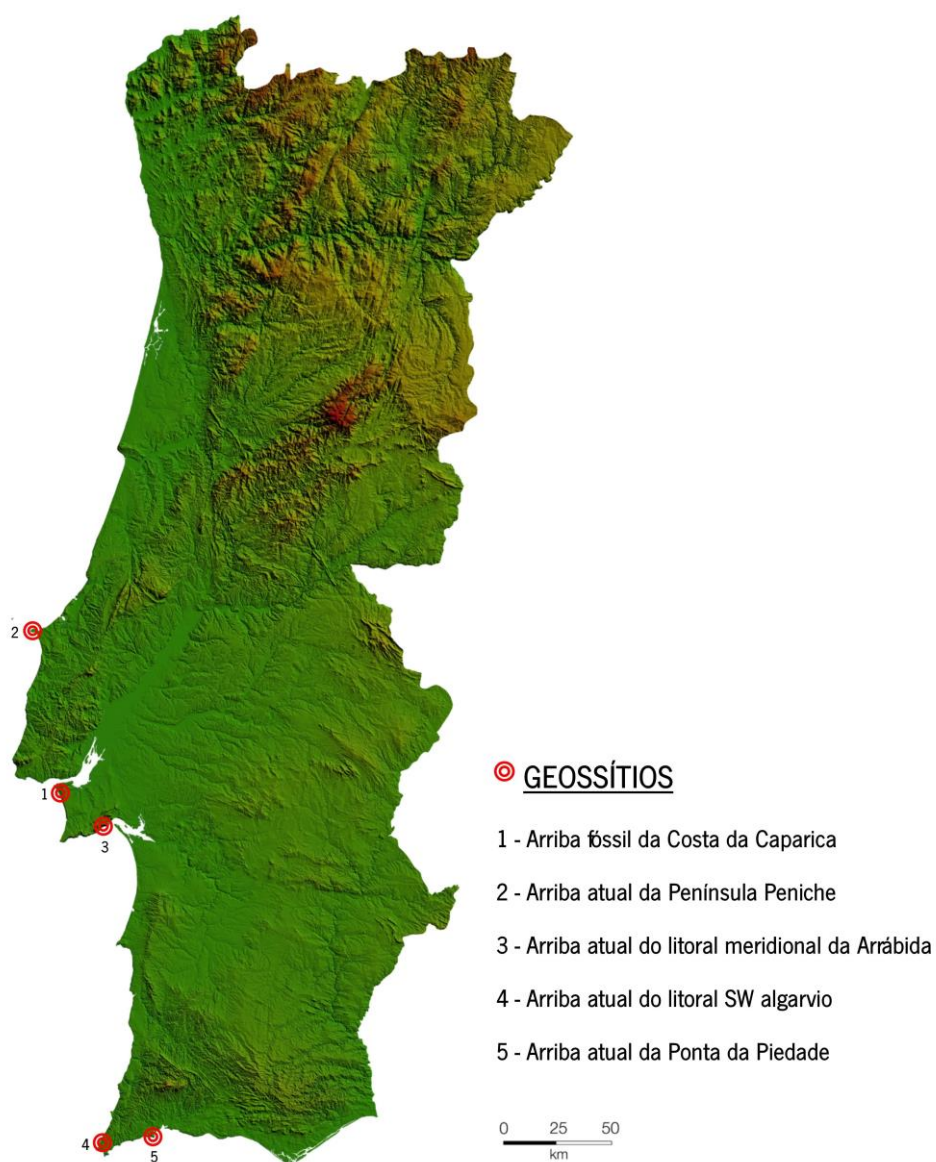 2
1
3
4
5
GEOSSÍTIOS
1 - Arriba fóssil da Costa da Caparica
2 - Arriba atual da Península Peniche
3 - Arriba atual do litoral meridional da Arrábida
4 - Arriba atual do litoral SW algarvio
5 - Arriba atual da Ponta da Piedade
0 25 50
km